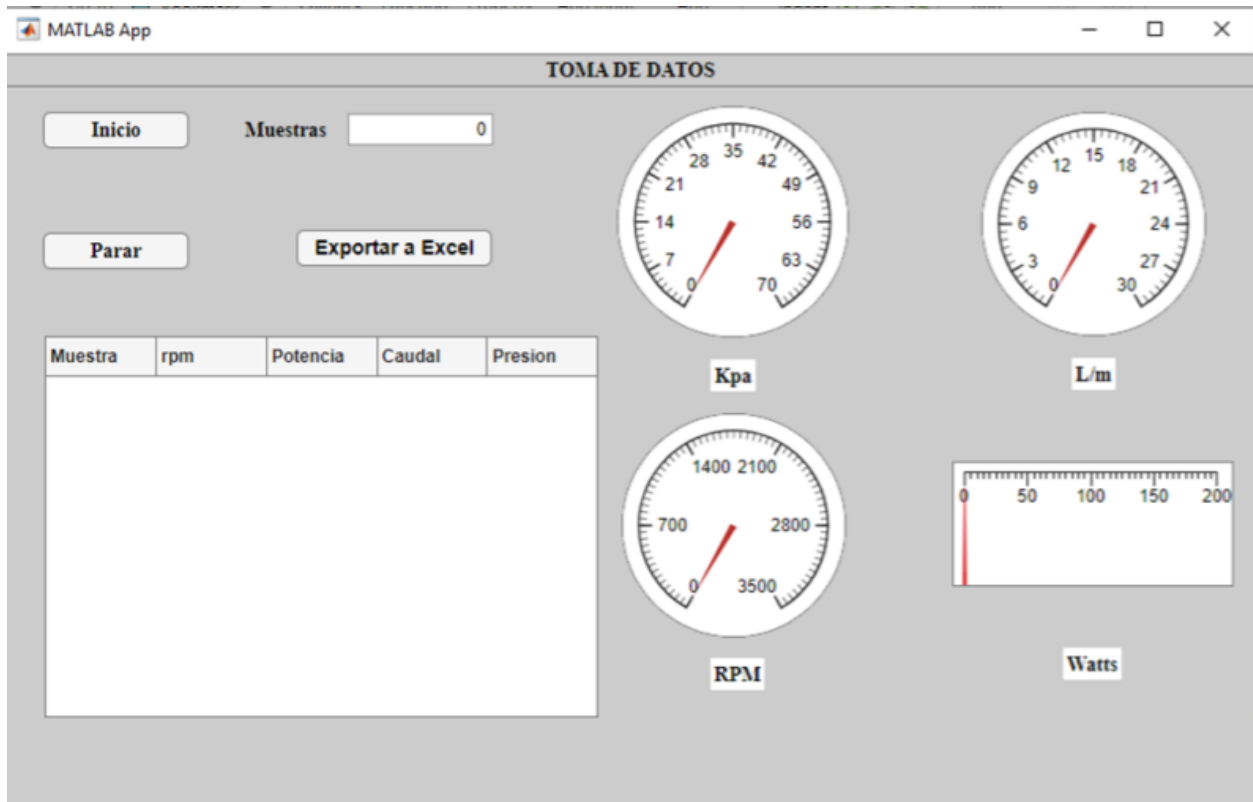 MATLAB App
TOMA DE DATOS
Inicio
Muestras 0
Parar
Exportar a Excel
Muestra rpm Potencia Caudal Presion
0 7 14 21 28 35 42 49 56 63 70
Kpa
0 3 6 9 12 15 18 21 24 27 30
L/m
0 700 1400 2100 2800 3500
RPM
0 50 100 150 200
Watts